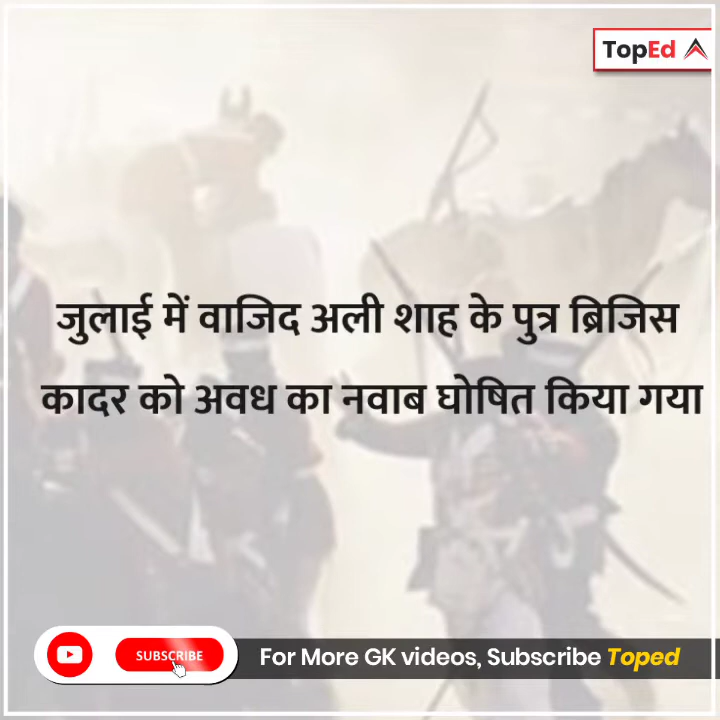 TopEd
जुलाई में वाजिद अली शाह के पुत्र ब्रिजिस
कादर को अवध का नवाब घोषित किया गया
SUBSCRIBE
For More GK videos, Subscribe Toped